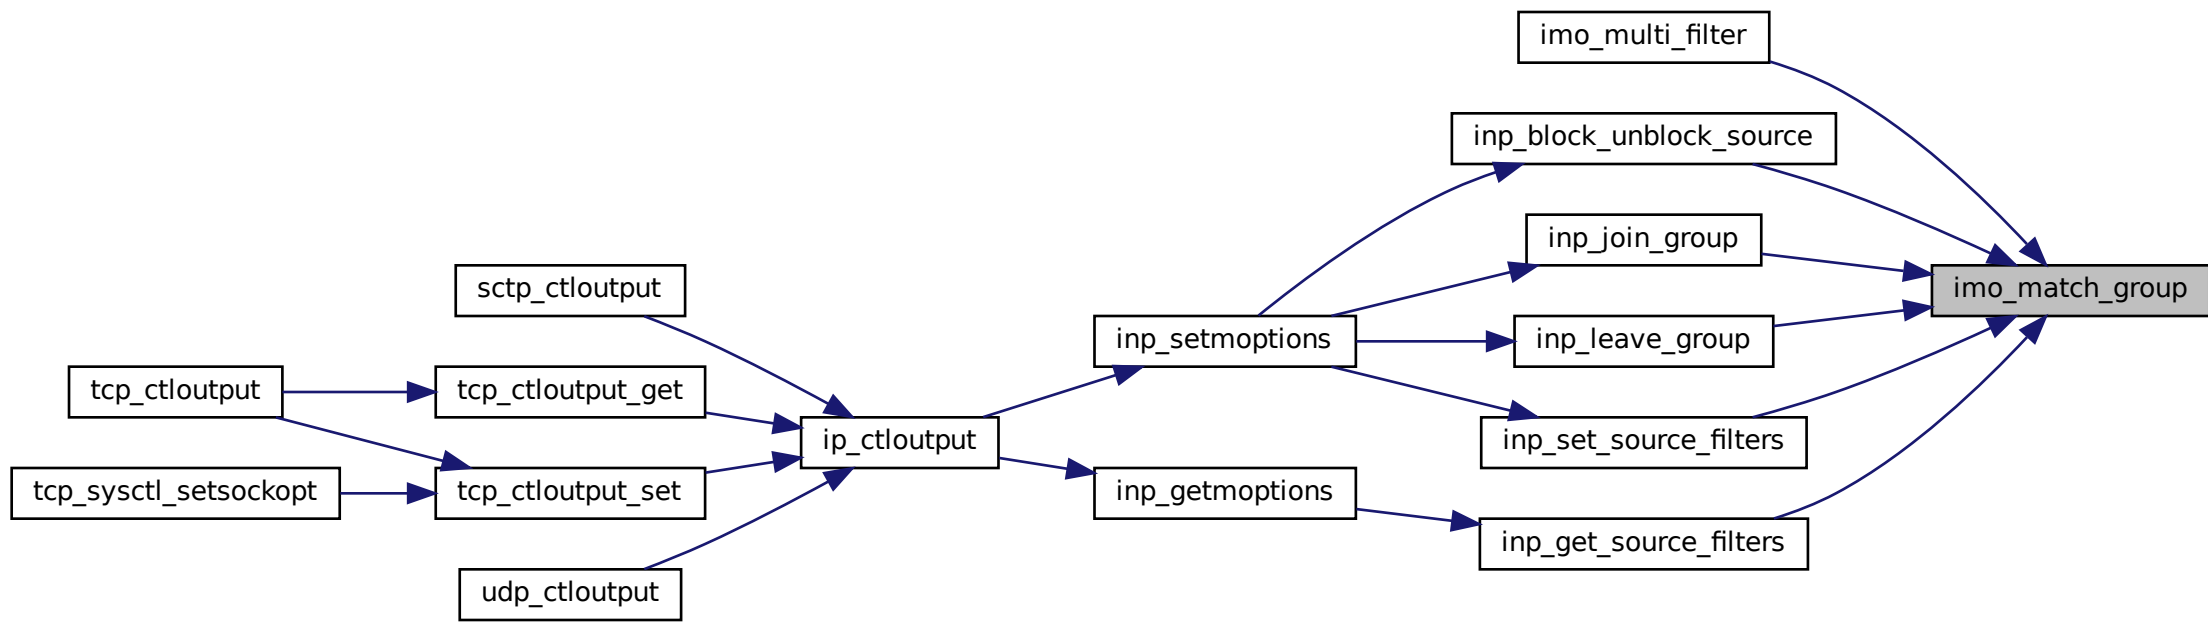 imo_multi_filter
inp_block_unblock_source
inp_join_group
sctp_ctloutput
imo_match_group
inp_setmoptions
inp_leave_group
tcp_ctloutput
tcp_ctloutput_get
ip_ctloutput
inp_set_source_filters
tcp_sysctl_setsockopt
tcp_ctloutput_set
inp_getmoptions
inp_get_source_filters
udp_ctloutput